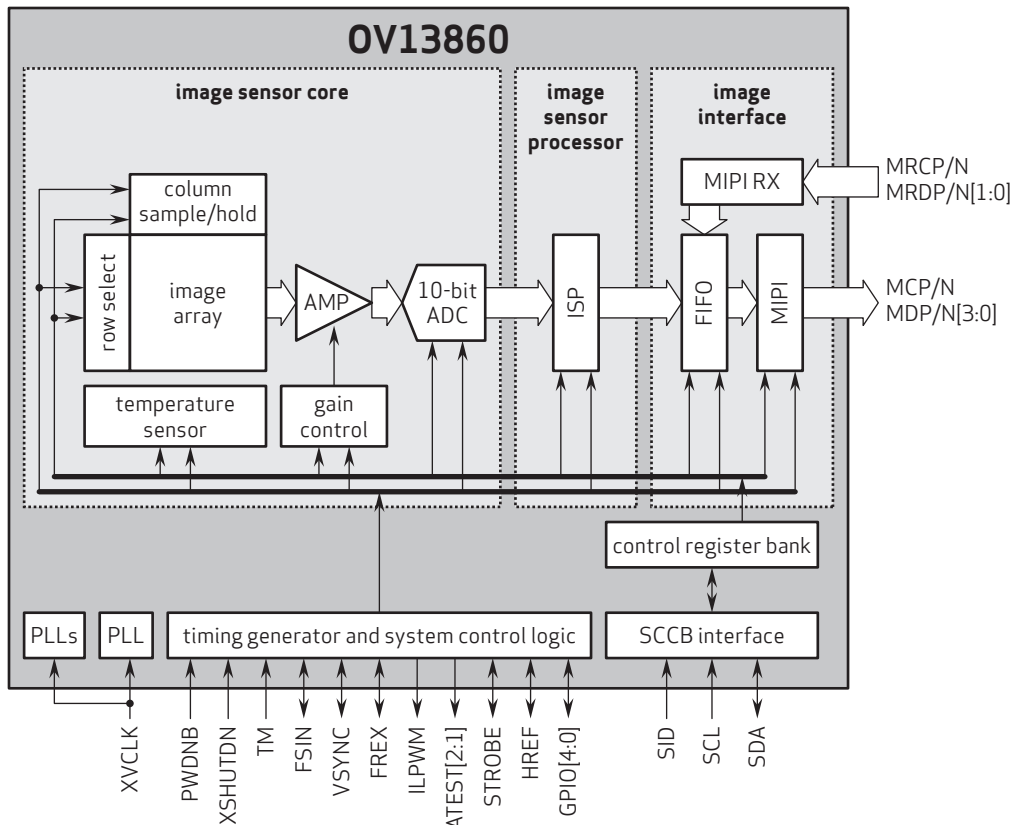 OV13860
image sensor core
image
sensor
processor
image
interface
MIPI RX
MRCP/N
MRDP/N[1:0]
column
sample/hold
row select
image
array
AMP
10-bit
ADC
ISP
FIFO
MIPI
MCP/N
MDP/N[3:0]
temperature
sensor
gain
control
control register bank
PLLs
PLL
timing generator and system control logic
SCCB interface
XVCLK
PWDNB
XSHUTDN
TM
FSIN
VSYNC
FREX
ILPWM
ATEST[2:1]
STROBE
HREF
GPIO[4:0]
SID
SCL
SDA